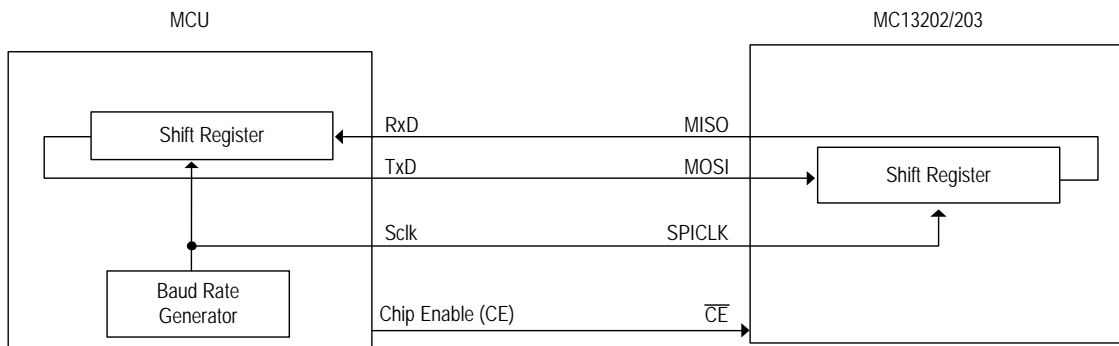 MCU
MC13202/203
Shift Register
RxD
MISO
TxD
MOSI
Shift Register
Sclk
SPICLK
Baud Rate
Generator
Chip Enable (CE)
C̅E̅